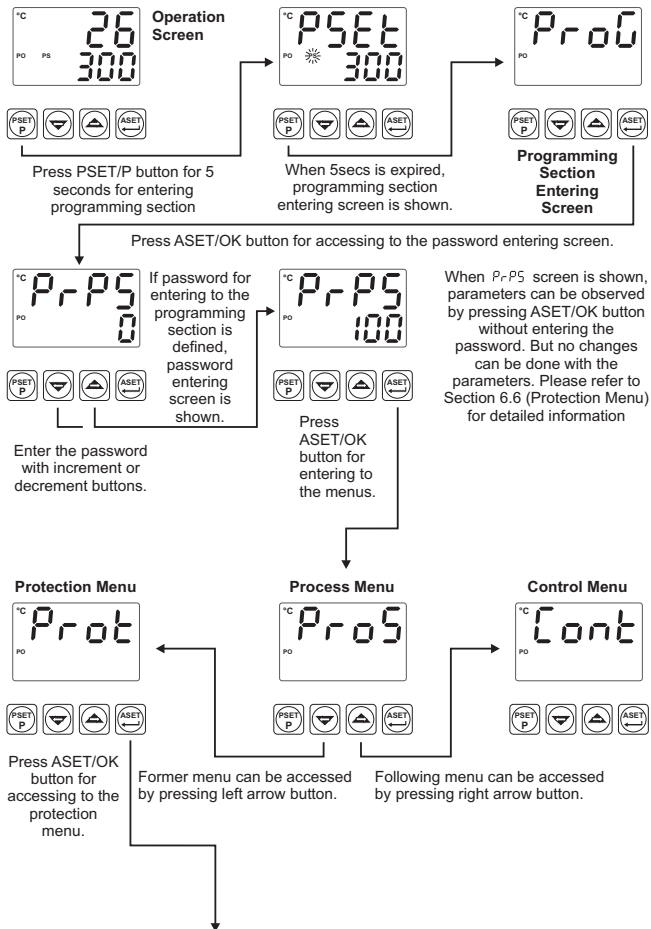 °C 26
Operation
Screen
PO PS 300
°C PSEt
PO PS 300
°C ProG
PO
PSET P ASET
PSET P ASET
PSET P ASET
Press PSET/P button for 5
seconds for entering
programming section
When 5secs is expired,
programming section
entering screen is shown.
Programming
Section
Entering
Screen
Press ASET/OK button for accessing to the password entering screen.
°C PrPS
PO 0
If password for
entering to the
programming
section is
defined,
password
entering
screen is
shown.
°C PrPS
PO 100
When PrPS screen is shown,
parameters can be observed
by pressing ASET/OK button
without entering the
password. But no changes
can be done with the
parameters. Please refer to
Section 6.6 (Protection Menu)
for detailed information
PSET P ASET
PSET P ASET
Enter the password
with increment or
decrement buttons.
Press
ASET/OK
button for
entering to
the menus.
Protection Menu
°C Prot
PO
Process Menu
°C ProS
PO
Control Menu
°C Cont
PO
PSET P ASET
PSET P ASET
PSET P ASET
Press ASET/OK
button for
accessing to the
protection
menu.
Former menu can be accessed
by pressing left arrow button.
Following menu can be accessed
by pressing right arrow button.